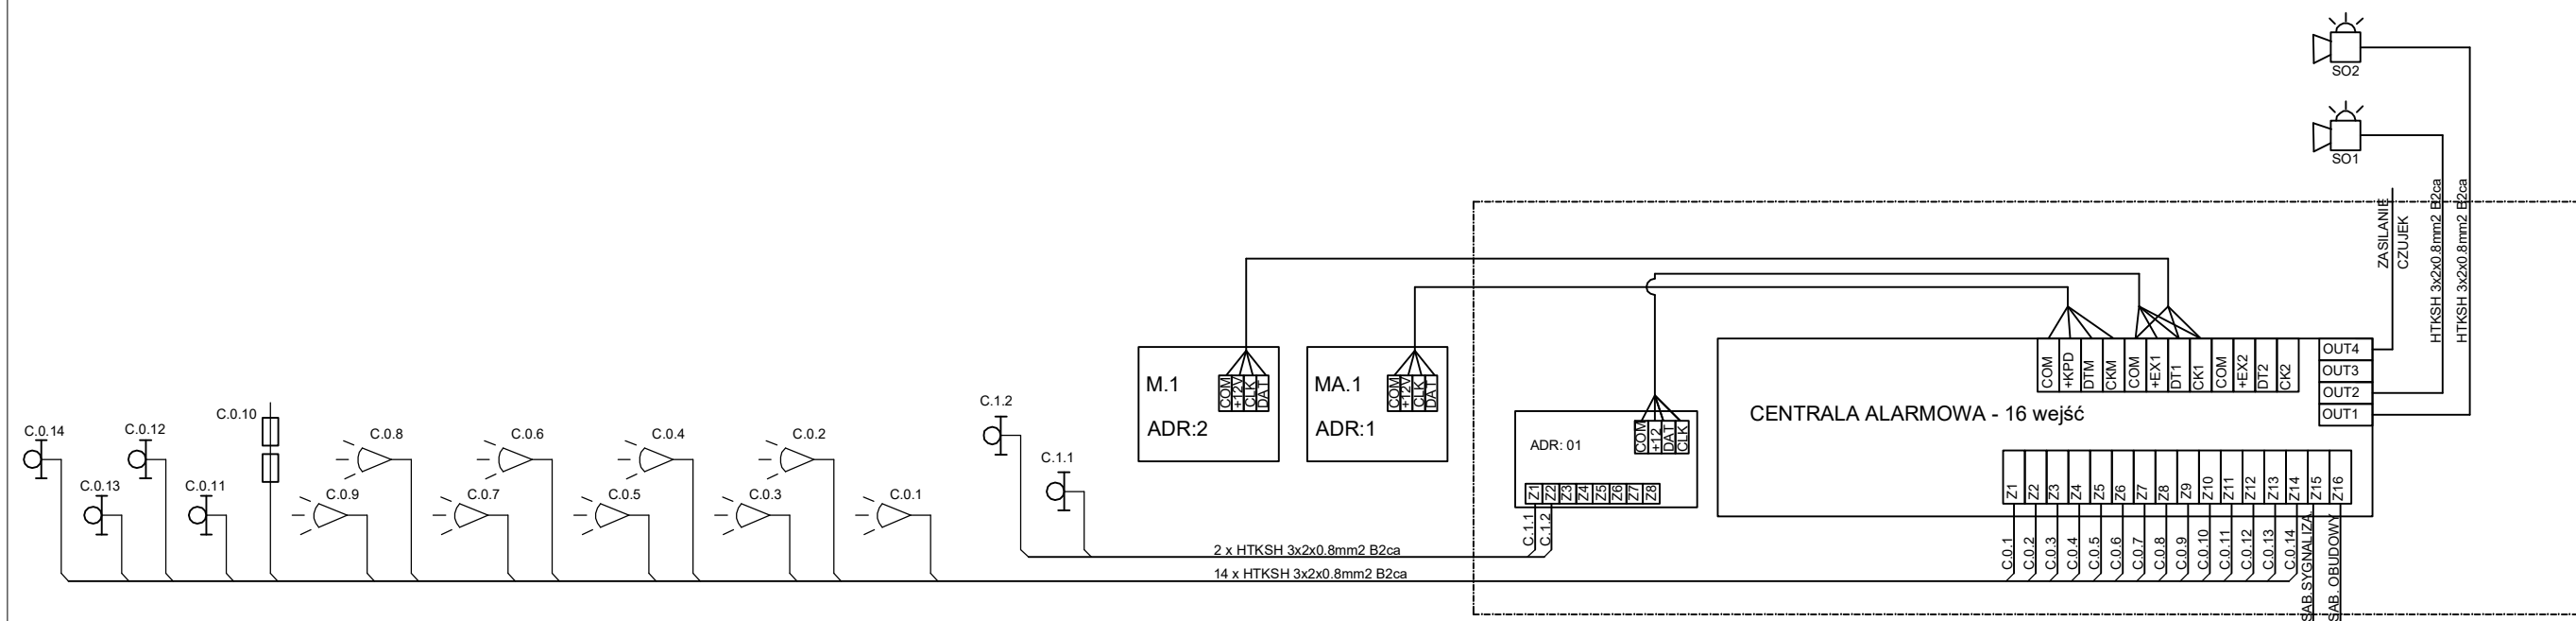 SO2
SO1
HTKSH 3x2x0.8mm2 B2ca
HTKSH 3x2x0.8mm2 B2ca
ZASILANIE
CZUJEK
M.1
ADR:2
COM
+12V
CLK
DAT
MA.1
ADR:1
COM
+12V
CLK
DAT
ADR: 01
COM
+12
DAT
CLK
Z1
Z2
Z3
Z4
Z5
Z6
Z7
Z8
C.1.1
C.1.2
CENTRALA ALARMOWA - 16 wejść
COM
+KPD
DTM
CKM
COM
+EX1
DT1
CK1
COM
+EX2
DT2
CK2
OUT4
OUT3
OUT2
OUT1
Z1
Z2
Z3
Z4
Z5
Z6
Z7
Z8
Z9
Z10
Z11
Z12
Z13
Z14
Z15
Z16
C.0.1
C.0.2
C.0.3
C.0.4
C.0.5
C.0.6
C.0.7
C.0.8
C.0.9
C.0.10
C.0.11
C.0.12
C.0.13
C.0.14
SAB.SYGNALIZA.
SAB. OBUDOWY
C.0.14
C.0.13
C.0.12
C.0.11
C.0.10
C.0.9
C.0.8
C.0.7
C.0.6
C.0.5
C.0.4
C.0.3
C.0.2
C.0.1
C.1.2
C.1.1
2 x HTKSH 3x2x0.8mm2 B2ca
14 x HTKSH 3x2x0.8mm2 B2ca